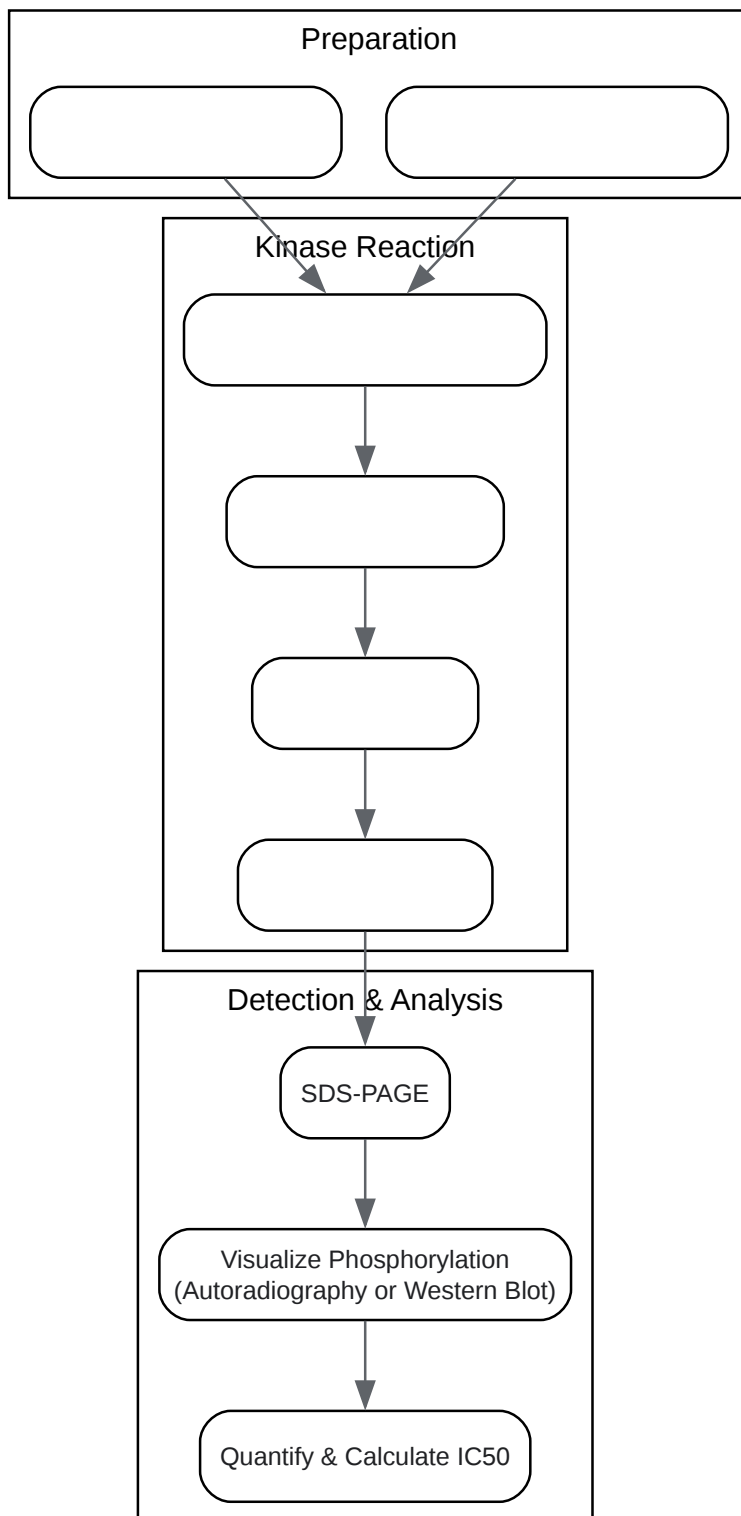 Preparation
Kinase Reaction
Detection & Analysis
SDS-PAGE
Visualize Phosphorylation
(Autoradiography or Western Blot)
Quantify & Calculate IC50